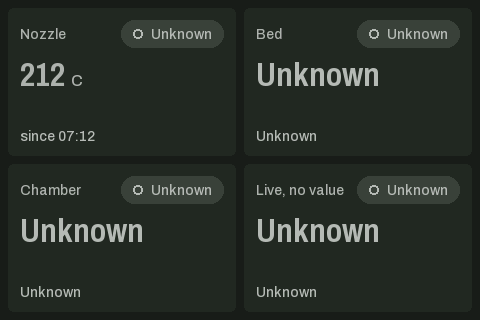 Nozzle
Unknown
212 C
since 07:12
Bed
Unknown
Unknown
Unknown
Chamber
Unknown
Unknown
Unknown
Live, no value
Unknown
Unknown
Unknown